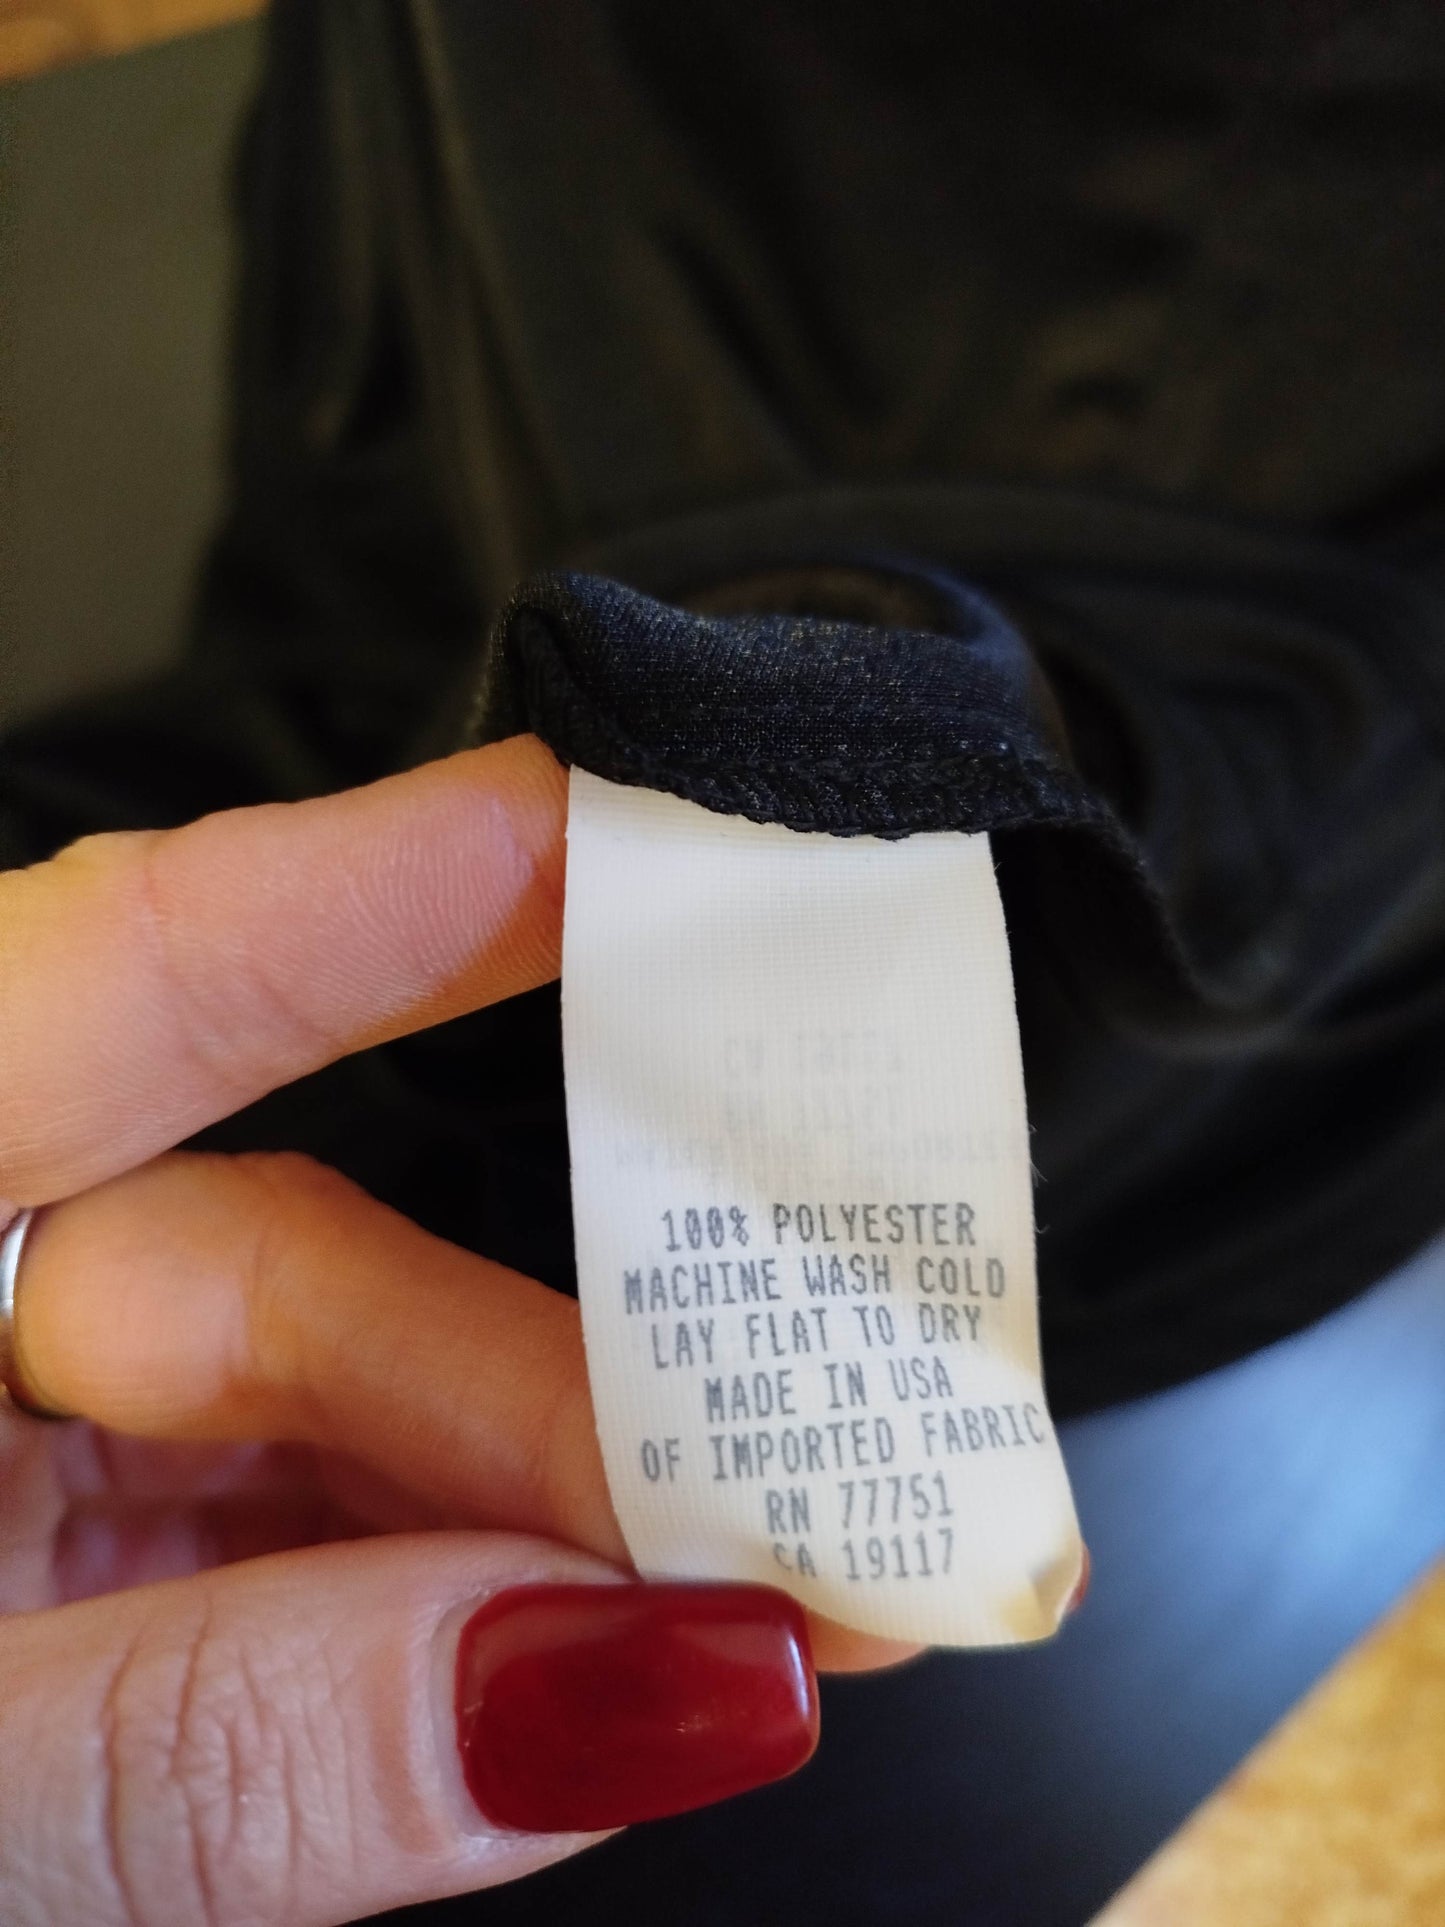 100% POLYESTER
MACHINE WASH COLD
LAY FLAT TO DRY
MADE IN USA
OF IMPORTED FABRIC
RN 77751
CA 19117